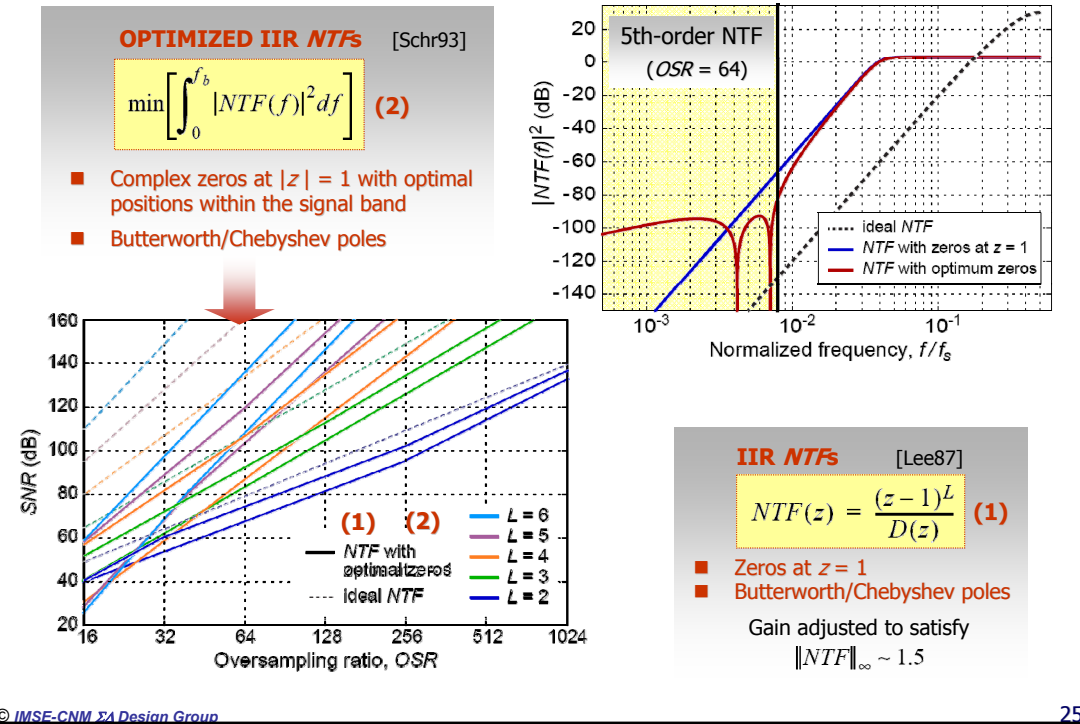 OPTIMIZED IIR NTFs [Schr93]
min[∫₀^{f_b} |NTF(f)|² df] (2)
■ Complex zeros at |z| = 1 with optimal
positions within the signal band
■ Butterworth/Chebyshev poles
5th-order NTF
(OSR = 64)
|NTF(f)|² (dB)
20
0
-20
-40
-60
-80
-100
-120
-140
ideal NTF
NTF with zeros at z = 1
NTF with optimum zeros
10⁻³ 10⁻² 10⁻¹
Normalized frequency, f/fₛ
SNR (dB)
160
140
120
100
80
60
40
20
(1) (2)
NTF with
ideal NTF
L = 6
L = 5
L = 4
L = 3
L = 2
16 32 64 128 256 512 1024
Oversampling ratio, OSR
IIR NTFs [Lee87]
NTF(z) = (z – 1)^L / D(z) (1)
■ Zeros at z = 1
■ Butterworth/Chebyshev poles
Gain adjusted to satisfy
‖NTF‖∞ ~ 1.5
© IMSE-CNM ΣΔ Design Group
25